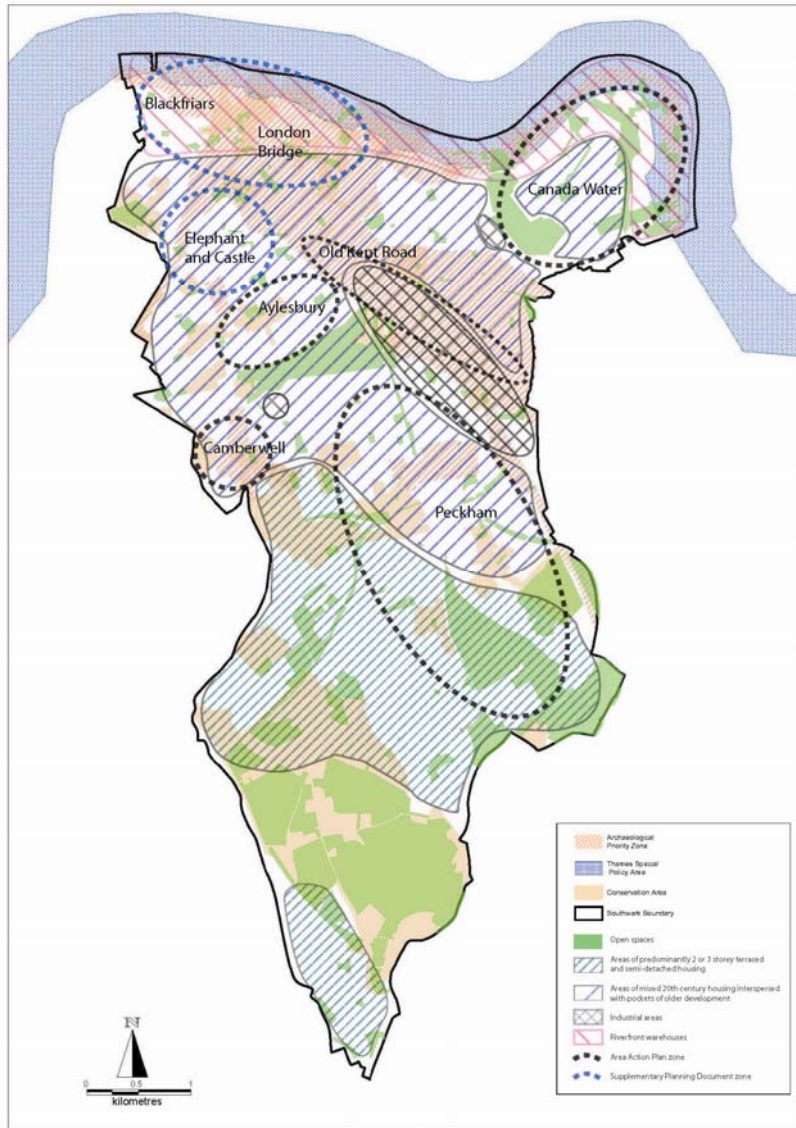 Blackfriars
London
Bridge
Canada Water
Elephant
and Castle
Old Kent Road
Aylesbury
Camberwell
Peckham
Archaeological
Priority Zone
Thames Special
Policy Area
Conservation Area
Southwark Boundary
Open spaces
Areas of predominantly 2 or 3 storey terraced
and semi-detached housing
Areas of mixed 20th century housing interspersed
with pockets of older development
Industrial areas
Riverfront warehouses
Area Action Plan zone
Supplementary Planning Document zone
N
0 0.5 1
kilometres